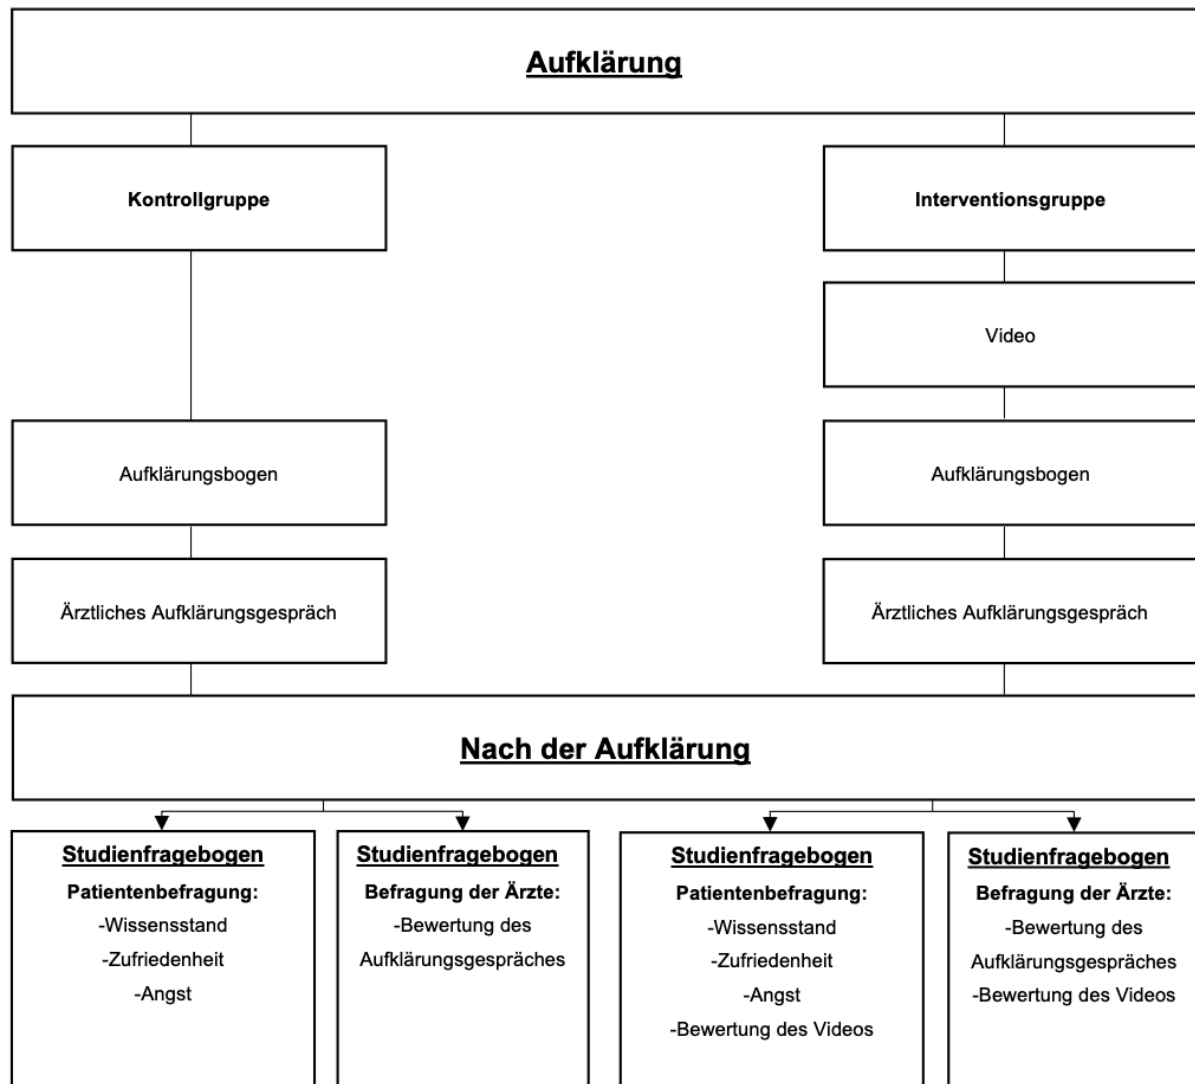 Aufklärung
Kontrollgruppe
Interventionsgruppe
Video
Aufklärungsbogen
Aufklärungsbogen
Ärztliches Aufklärungsgespräch
Ärztliches Aufklärungsgespräch
Nach der Aufklärung
Studienfragebogen
Patientenbefragung:
-Wissensstand
-Zufriedenheit
-Angst
Studienfragebogen
Befragung der Ärzte:
-Bewertung des
Aufklärungsgespräches
Studienfragebogen
Patientenbefragung:
-Wissensstand
-Zufriedenheit
-Angst
-Bewertung des Videos
Studienfragebogen
Befragung der Ärzte:
-Bewertung des
Aufklärungsgespräches
-Bewertung des Videos